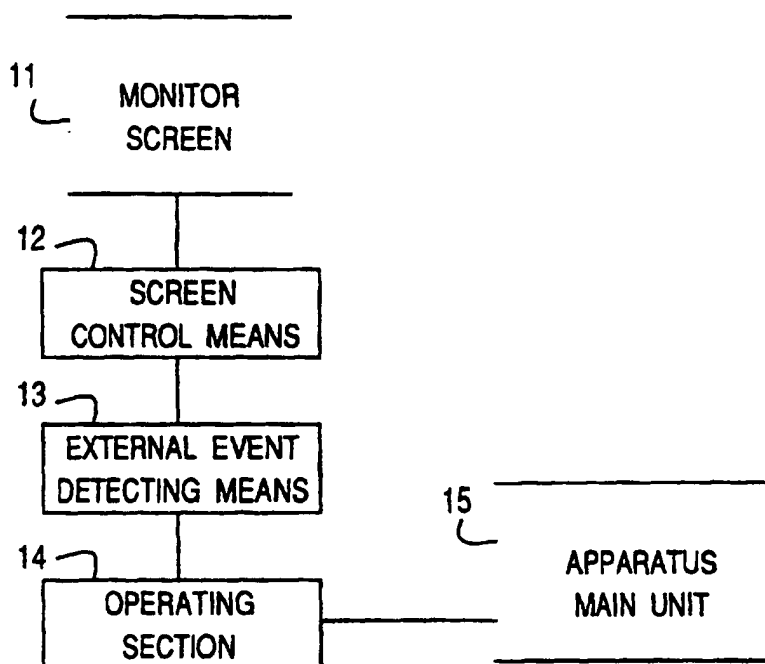 11
MONITOR
SCREEN
12
SCREEN
CONTROL MEANS
13
EXTERNAL EVENT
DETECTING MEANS
14
OPERATING
SECTION
15
APPARATUS
MAIN UNIT